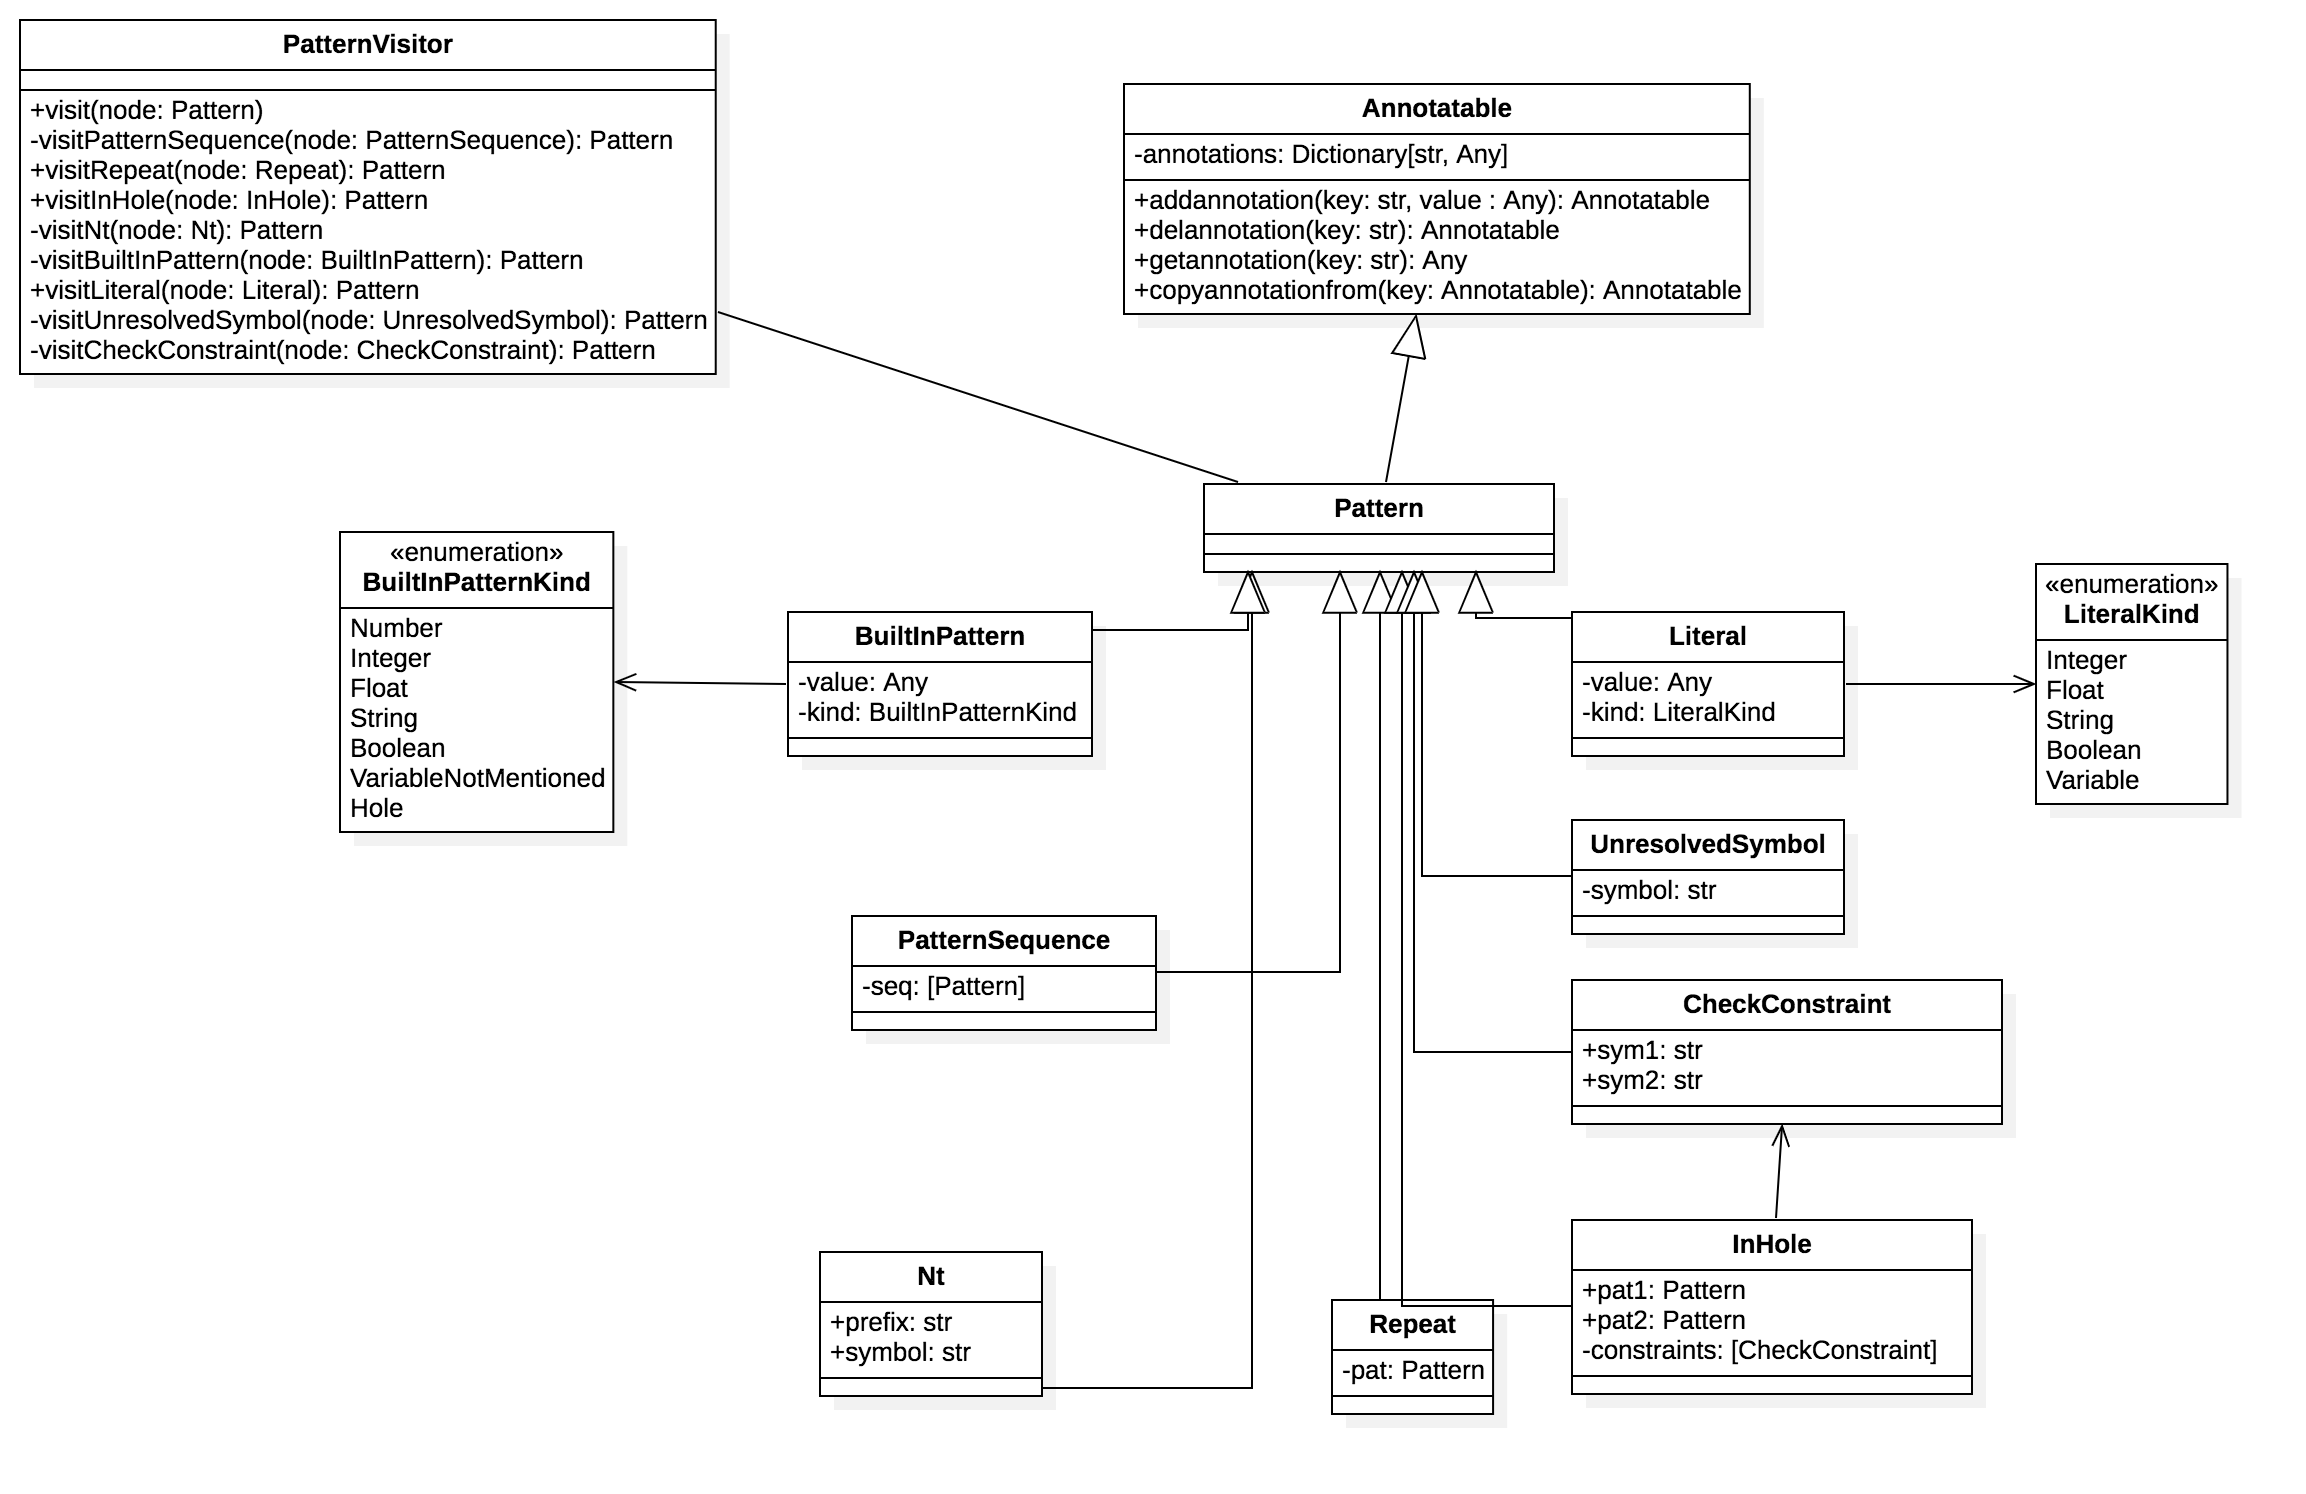 PatternVisitor
+visit(node: Pattern)
-visitPatternSequence(node: PatternSequence): Pattern
+visitRepeat(node: Repeat): Pattern
+visitInHole(node: InHole): Pattern
-visitNt(node: Nt): Pattern
-visitBuiltInPattern(node: BuiltInPattern): Pattern
+visitLiteral(node: Literal): Pattern
-visitUnresolvedSymbol(node: UnresolvedSymbol): Pattern
-visitCheckConstraint(node: CheckConstraint): Pattern
Annotatable
-annotations: Dictionary[str, Any]
+addannotation(key: str, value : Any): Annotatable
+delannotation(key: str): Annotatable
+getannotation(key: str): Any
+copyannotationfrom(key: Annotatable): Annotatable
Pattern
«enumeration»
BuiltInPatternKind
Number
Integer
Float
String
Boolean
VariableNotMentioned
Hole
BuiltInPattern
-value: Any
-kind: BuiltInPatternKind
Literal
-value: Any
-kind: LiteralKind
«enumeration»
LiteralKind
Integer
Float
String
Boolean
Variable
UnresolvedSymbol
-symbol: str
PatternSequence
-seq: [Pattern]
CheckConstraint
+sym1: str
+sym2: str
Nt
+prefix: str
+symbol: str
Repeat
-pat: Pattern
InHole
+pat1: Pattern
+pat2: Pattern
-constraints: [CheckConstraint]